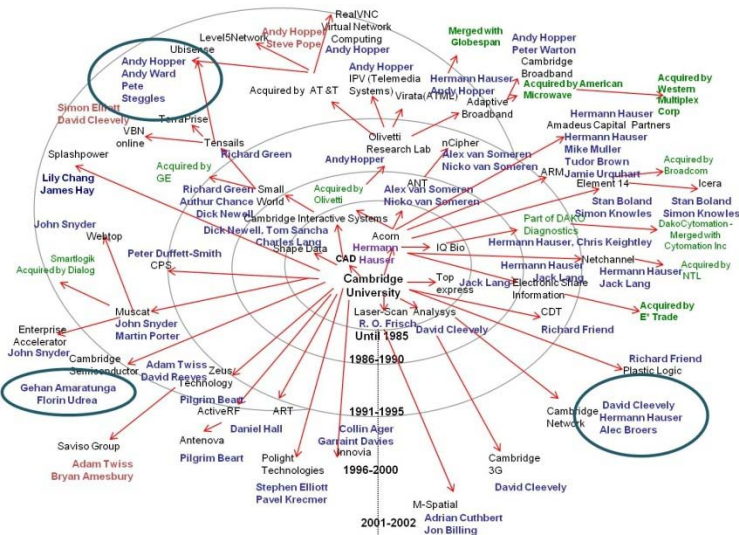 RealVNC
Virtual Network
Computing
Andy Hopper
Andy Hopper
Steve Pope
Level5Network
Ubisense
Andy Hopper
Andy Ward
Pete
Steggles
Merged with
Globespan
Andy Hopper
Peter Warton
Cambridge
Broadband
Andy Hopper
IPV (Telemedia
Systems)
Hermann Hauser
Andy Hopper
Virata(ATML)
Acquired by AT &T
Adaptive
Broadband
Acquired by American
Microwave
Acquired by
Western
Multiplex
Corp
Simon Elliott
David Cleevely
VBN
online
TerraPrise
Tensails
Richard Green
Olivetti
Research Lab
Andy Hopper
nCipher
Alex van Someren
Nicko van Someren
Hermann Hauser
Amadeus Capital Partners
Hermann Hauser
Mike Muller
Tudor Brown
Jamie Urquhart
ARM
Acquired by
Broadcom
Splashpower
Lily Chang
James Hay
Acquired by
GE
Richard Green
Small
World
Authur Chance
Dick Newell
Acquired by
Olivetti
ANT
Alex van Someren
Nicko van Someren
Element 14
Icera
Stan Boland
Simon Knowles
Stan Boland
Simon Knowles
Cambridge Interactive Systems
Dick Newell, Tom Sancha
Charles Lang
Acorn
Hermann
Hauser
Part of DAKO
Diagnostics
DakoCytomation -
Merged with
Cytomation Inc
IQ Bio
Hermann Hauser, Chris Keightley
John Snyder
Webtop
Peter Duffett-Smith
CPS
Shape Data
CAD
Cambridge
University
Top
express
Jack Lang
Hermann Hauser
Jack Lang
Electronic Share
Information
Netchannel
Hermann Hauser
Jack Lang
Acquired by
NTL
Smartlogik
Acquired by Dialog
Acquired by
E* Trade
Muscat
John Snyder
Martin Porter
Laser-Scan
R. O. Frisch
Analysys
David Cleevely
CDT
Richard Friend
Until 1985
Enterprise
Accelerator
John Snyder
Cambridge
Semiconductor
Gehan Amaratunga
Florin Udrea
1986-1990
Adam Twiss
David Reeves
Zeus
Technology
Richard Friend
Plastic Logic
Pilgrim Beart
ActiveRF
ART
1991-1995
Cambridge
Network
David Cleevely
Hermann Hauser
Alec Broers
Daniel Hall
Antenova
Pilgrim Beart
Collin Ager
Garraint Davies
Innovia
Saviso Group
Adam Twiss
Bryan Amesbury
Polight
Technologies
Stephen Elliott
Pavel Krecmer
1996-2000
Cambridge
3G
David Cleevely
M-Spatial
Adrian Cuthbert
Jon Billing
2001-2002